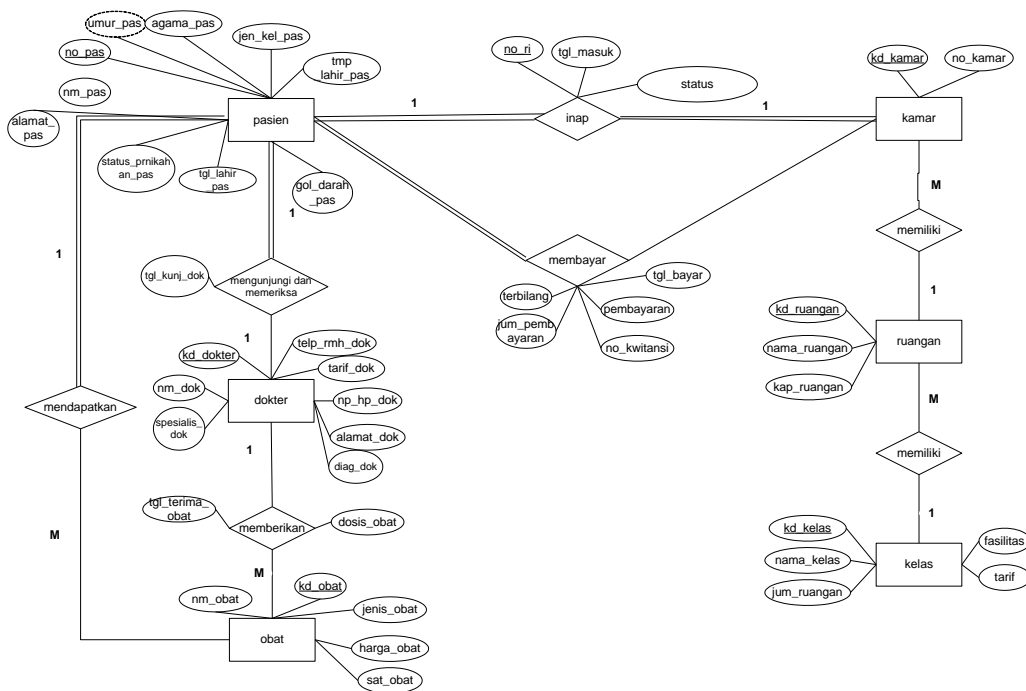 umur_pas
agama_pas
jen_kel_pas
no_pas
tmp_
lahir_pas
nm_pas
alamat_
pas
pasien
status_prnikah
an_pas
tgl_lahir
_pas
gol_darah
_pas
1
no_ri
tgl_masuk
status
inap
1
kd_kamar
no_kamar
kamar
M
memiliki
1
kd_ruangan
nama_ruangan
kap_ruangan
ruangan
M
memiliki
1
kd_kelas
nama_kelas
jum_ruangan
kelas
fasilitas
tarif
membayar
tgl_bayar
terbilang
pembayaran
jum_pemb
ayaran
no_kwitansi
1
tgl_kunj_dok
mengunjungi dan
memeriksa
1
kd_dokter
telp_rmh_dok
tarif_dok
nm_dok
np_hp_dok
spesialis_
dok
dokter
alamat_dok
diag_dok
1
tgl_terima_
obat
memberikan
dosis_obat
M
kd_obat
nm_obat
jenis_obat
obat
harga_obat
sat_obat
1
mendapatkan
M